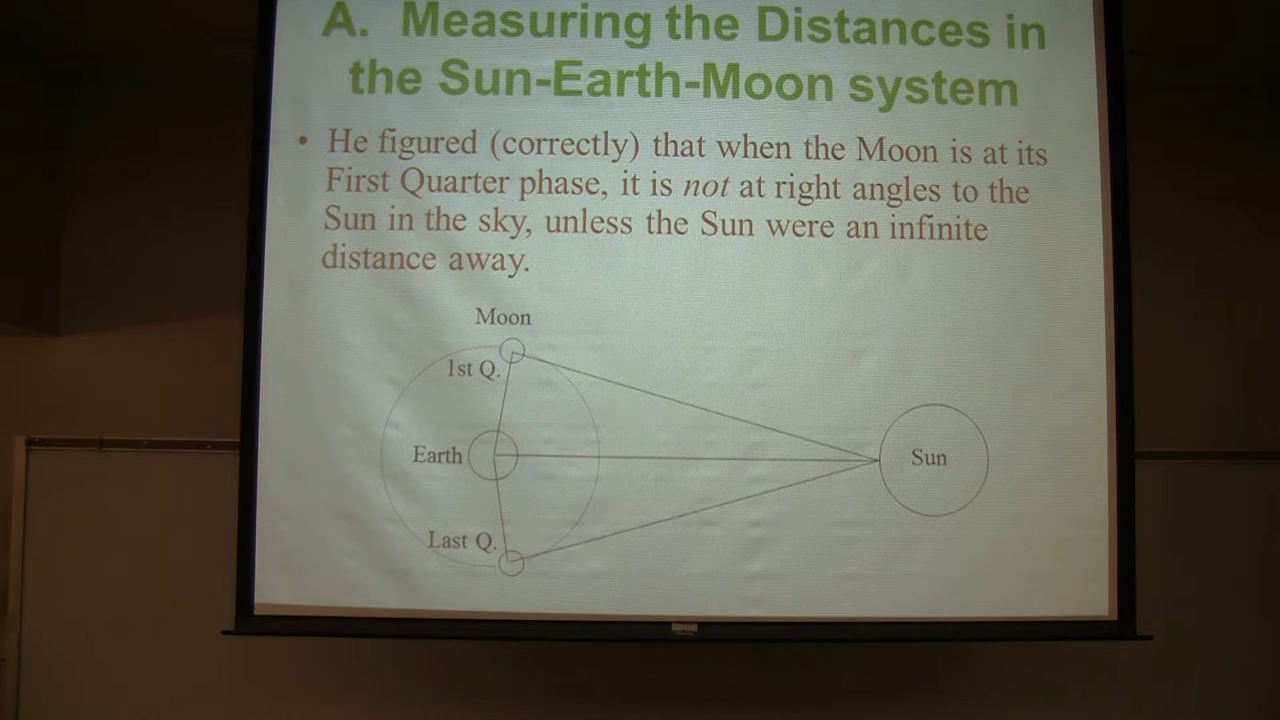 A. Measuring the Distances in
the Sun-Earth-Moon system
• He figured (correctly) that when the Moon is at its
First Quarter phase, it is not at right angles to the
Sun in the sky, unless the Sun were an infinite
distance away.
Moon
1st Q.
Earth
Sun
Last Q.